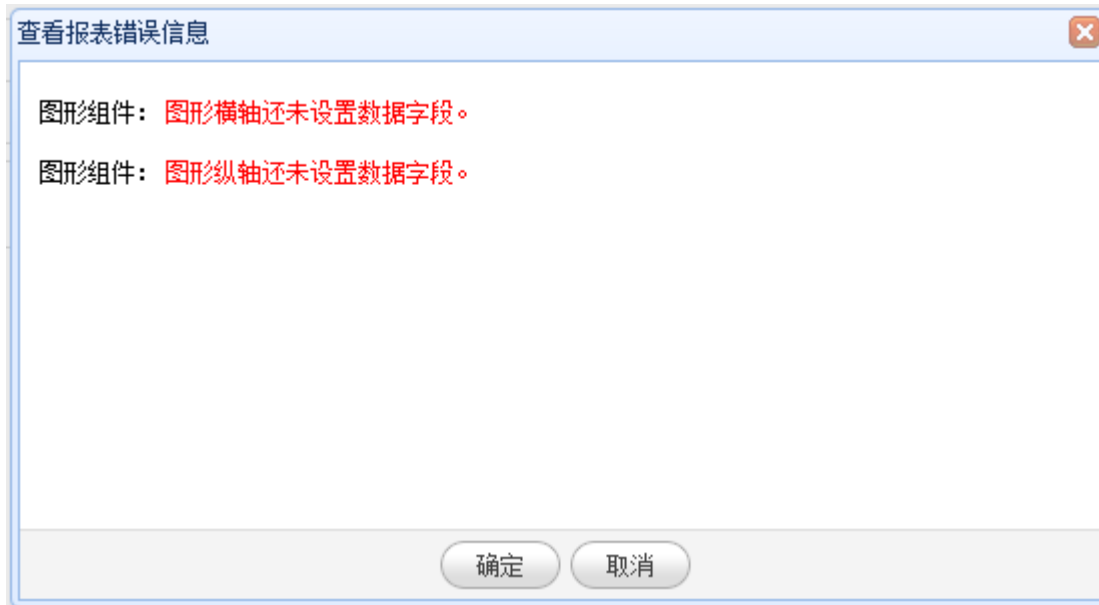 查看报表错误信息
图形组件：图形横轴还未设置数据字段。
图形组件：图形纵轴还未设置数据字段。
确定 取消